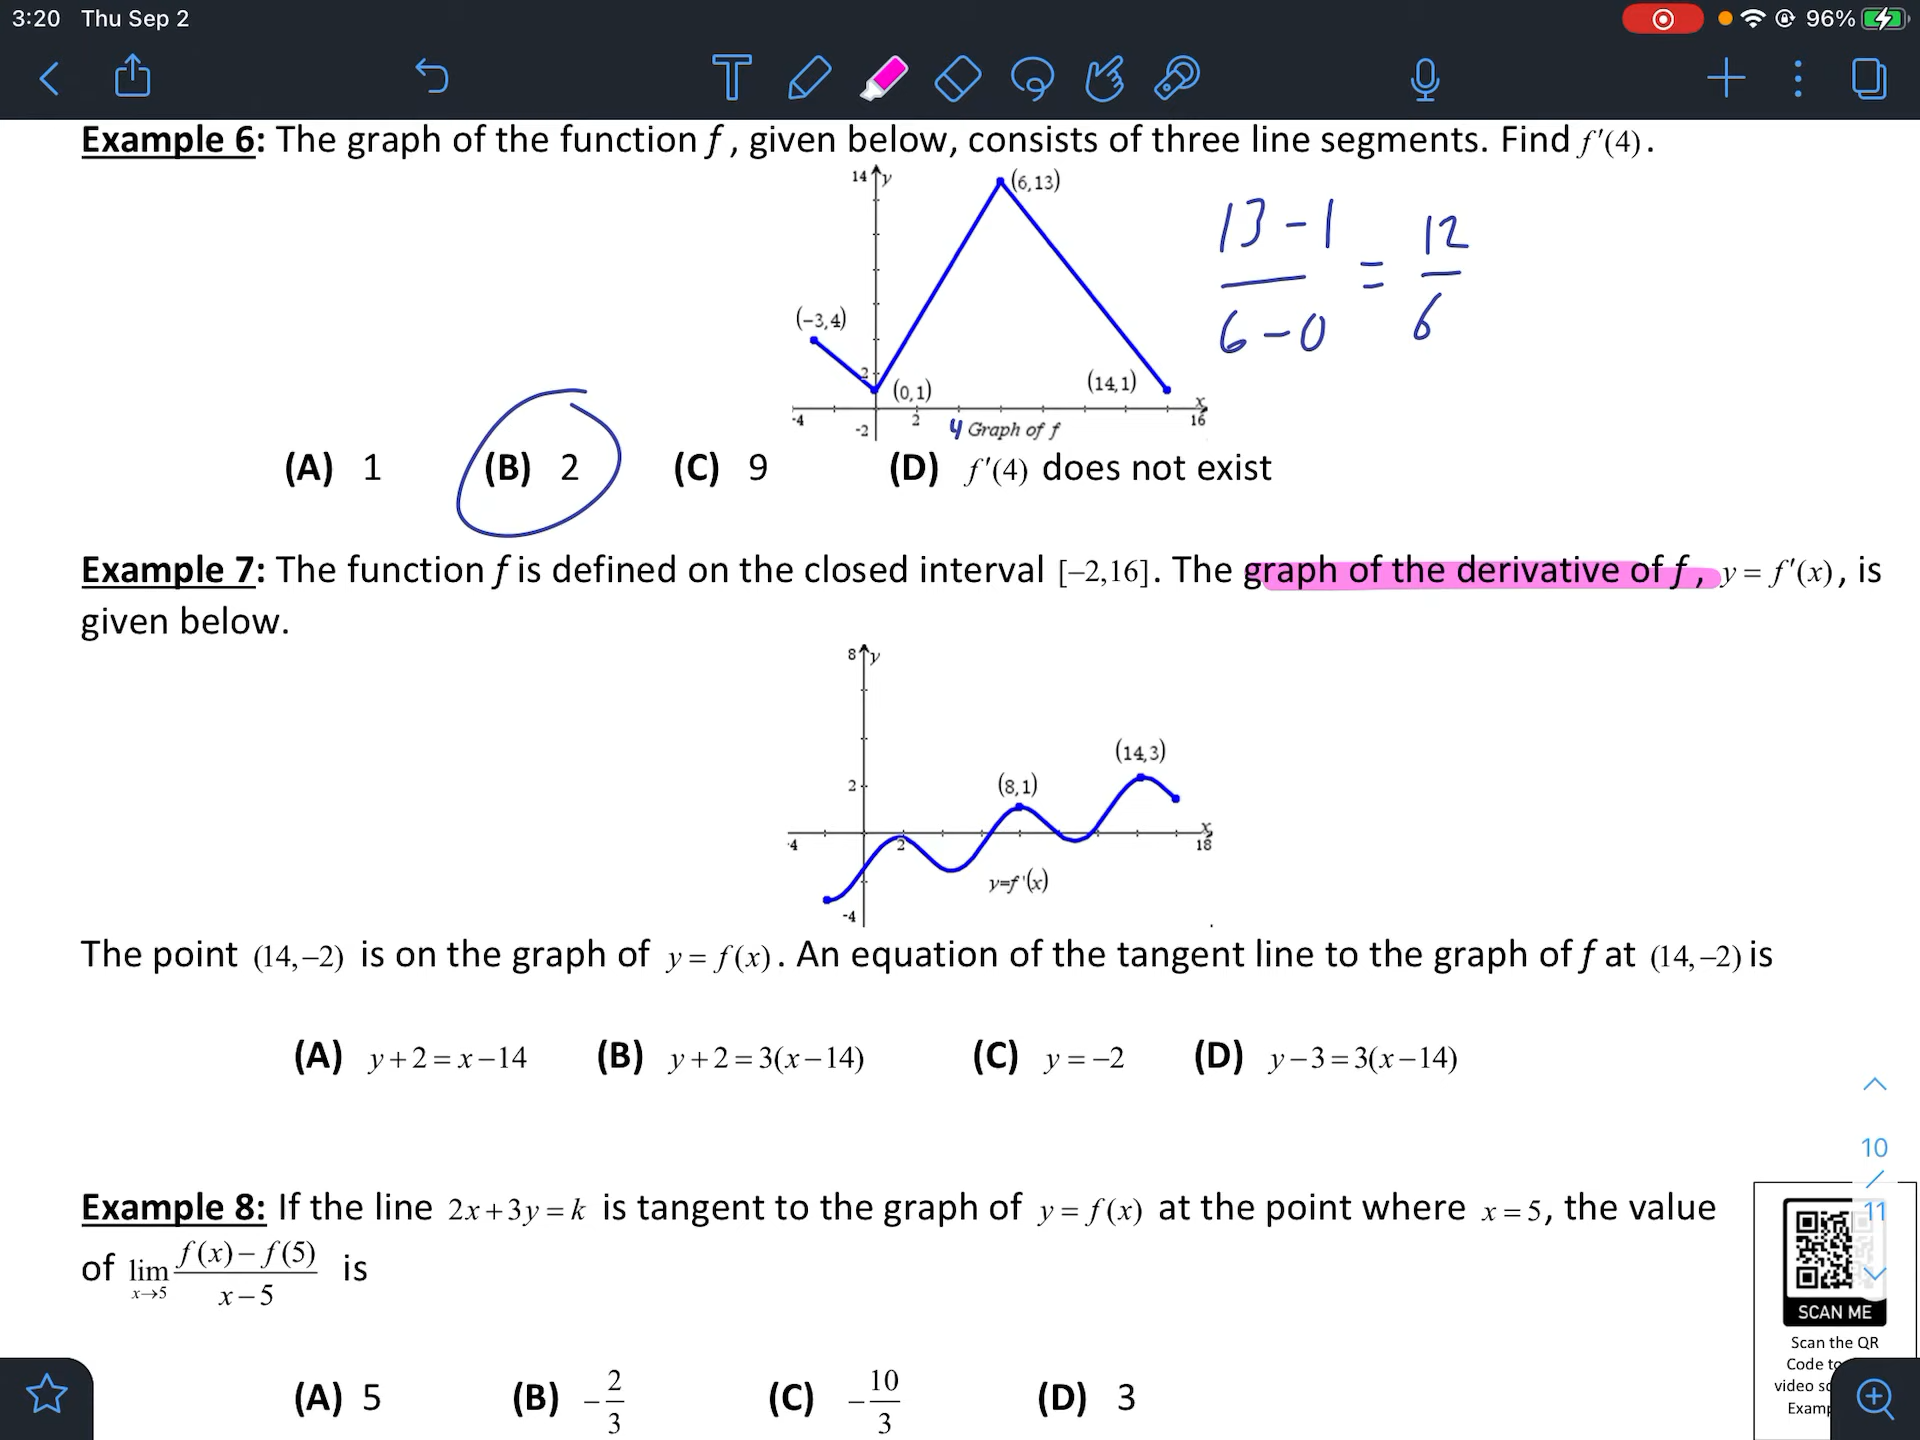 3:20 Thu Sep 2
96%
Example 6: The graph of the function f, given below, consists of three line segments. Find f′(4).
14 y
(6,13)
13 - 1
12
=
6 - 0
6
(-3,4)
2
(0,1)
(14,1)
x
-4
-2
2
4
16
Graph of f
(A) 1 (B) 2 (C) 9 (D) f′(4) does not exist
Example 7: The function f is defined on the closed interval [-2,16]. The graph of the derivative of f, y = f′(x), is
given below.
8 y
(14,3)
(8,1)
2
x
4
2
18
y=f'(x)
-4
The point (14,-2) is on the graph of y = f(x). An equation of the tangent line to the graph of f at (14,-2) is
(A) y+2=x-14 (B) y+2=3(x-14) (C) y=-2 (D) y-3=3(x-14)
10
/
11
Example 8: If the line 2x+3y=k is tangent to the graph of y=f(x) at the point where x=5, the value
of lim x→5 f(x)-f(5) / x-5 is
SCAN ME
Scan the QR
Code to
video
Examp
(A) 5 (B) -2/3 (C) -10/3 (D) 3